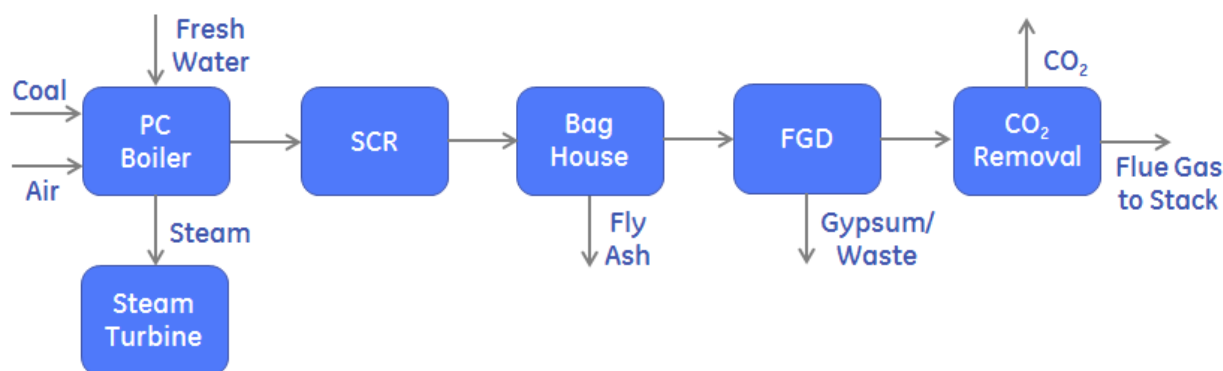 Fresh
Water
Coal
Air
PC
Boiler
SCR
Bag
House
FGD
CO₂
CO₂
Removal
Flue Gas
to Stack
Steam
Fly
Ash
Gypsum/
Waste
Steam
Turbine